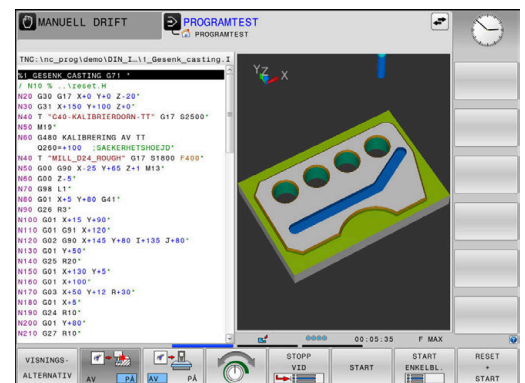 MANUELL DRIFT
PROGRAMTEST
PROGRAMTEST
TNC:\nc_prog\demo\DIN_I…\1_Gesenk_casting.I
%1_GESENK_CASTING G71 *
/ N10 % ..\reset.H
N20 G30 G17 X+0 Y+0 Z-20*
N30 G31 X+150 Y+100 Z+0*
N40 T "C40-KALIBRIERDORN-TT" G17 S2500*
N50 M19*
N60 G480 KALIBRERING AV TT
Q260=+100 ;SAEKERHETSHOEJD*
N40 T "MILL_D24_ROUGH" G17 S1800 F400*
N50 G00 G90 X-25 Y+65 Z+1 M13*
N60 G00 Z-5*
N70 G98 L1*
N80 G01 X+5 Y+80 G41*
N90 G26 R3*
N100 G01 X+15 Y+90*
N110 G01 G91 X+120*
N120 G02 G90 X+145 Y+80 I+135 J+80*
N130 G01 Y+50*
N140 G25 R20*
N150 G01 X+130 Y+5*
N160 G01 X+100*
N170 G03 X+50 Y+12 R+30*
N180 G01 X+5*
N190 G24 R10*
N200 G01 Y+80*
N210 G27 R10*
Y Z X
00:05:35 F MAX
VISNINGS-
ALTERNATIV
AV PÅ
AV PÅ
STOPP
VID
START
START
ENKELBL.
RESET
+
START